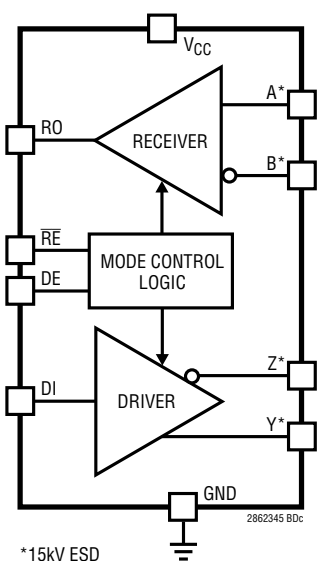 VCC
A*
RO
RECEIVER
B*
RE
MODE CONTROL
LOGIC
DE
Z*
DI
DRIVER
Y*
GND
2862345 BDc
*15kV ESD